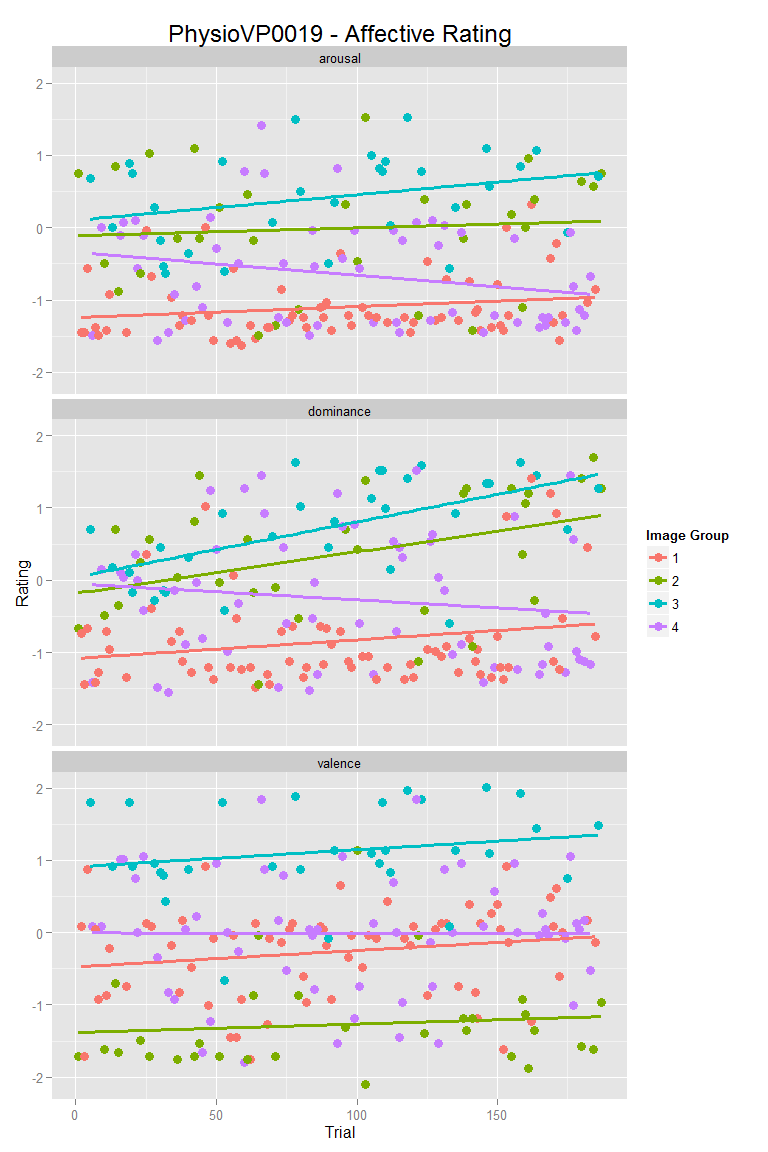 PhysioVP0019 - Affective Rating
arousal
2
1
0
-1
-2
dominance
2
1
0
-1
-2
Rating
Image Group
1
2
3
4
valence
2
1
0
-1
-2
0 50 100 150
Trial